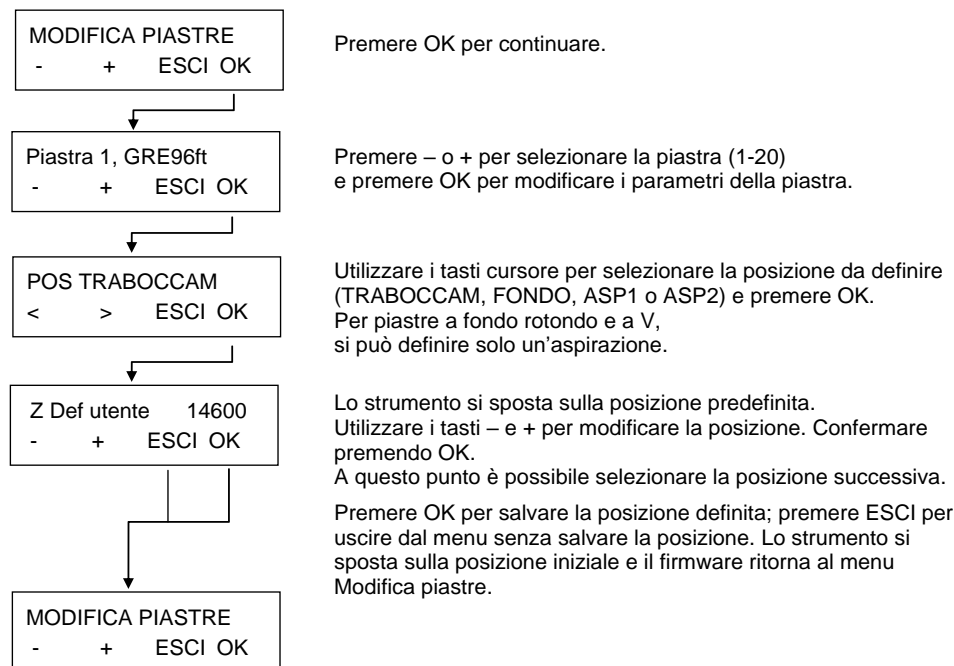 MODIFICA PIASTRE
- + ESCI OK
Premere OK per continuare.
Piastra 1, GRE96ft
- + ESCI OK
Premere – o + per selezionare la piastra (1-20)
e premere OK per modificare i parametri della piastra.
POS TRABOCCAM
< > ESCI OK
Utilizzare i tasti cursore per selezionare la posizione da definire
(TRABOCCAM, FONDO, ASP1 o ASP2) e premere OK.
Per piastre a fondo rotondo e a V,
si può definire solo un'aspirazione.
Z Def utente 14600
- + ESCI OK
Lo strumento si sposta sulla posizione predefinita.
Utilizzare i tasti – e + per modificare la posizione. Confermare
premendo OK.
A questo punto è possibile selezionare la posizione successiva.
Premere OK per salvare la posizione definita; premere ESCI per
uscire dal menu senza salvare la posizione. Lo strumento si
sposta sulla posizione iniziale e il firmware ritorna al menu
Modifica piastre.
MODIFICA PIASTRE
- + ESCI OK